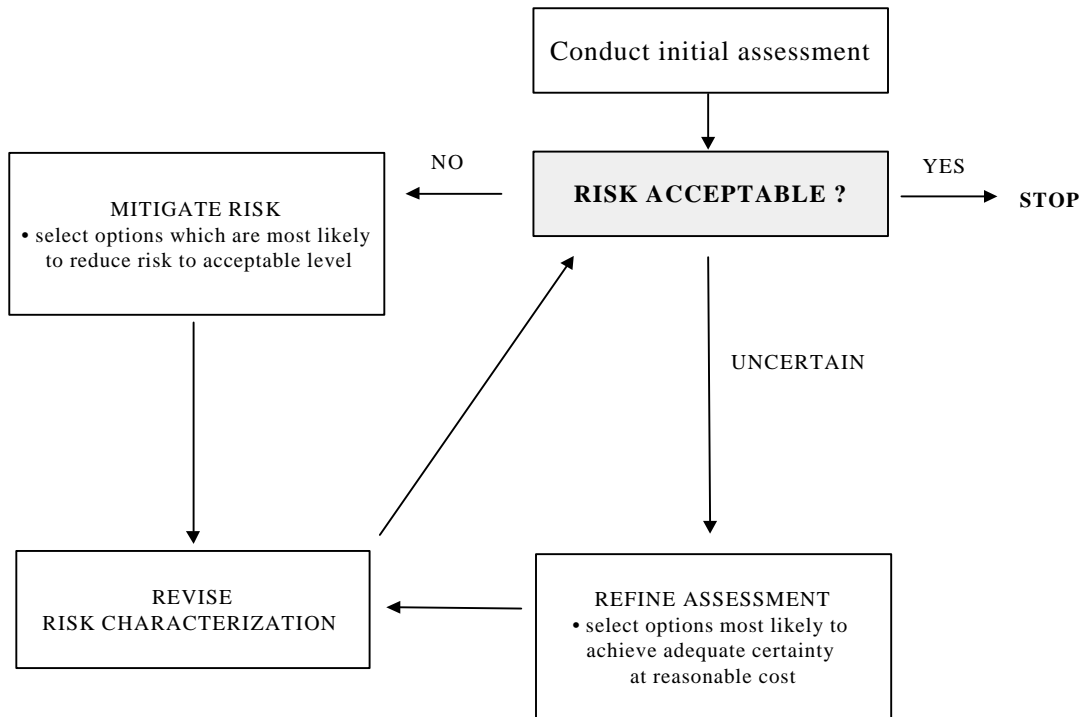 Conduct initial assessment
NO
RISK ACCEPTABLE ?
YES
STOP
MITIGATE RISK
• select options which are most likely
to reduce risk to acceptable level
UNCERTAIN
REVISE
RISK CHARACTERIZATION
REFINE ASSESSMENT
• select options most likely to
achieve adequate certainty
at reasonable cost